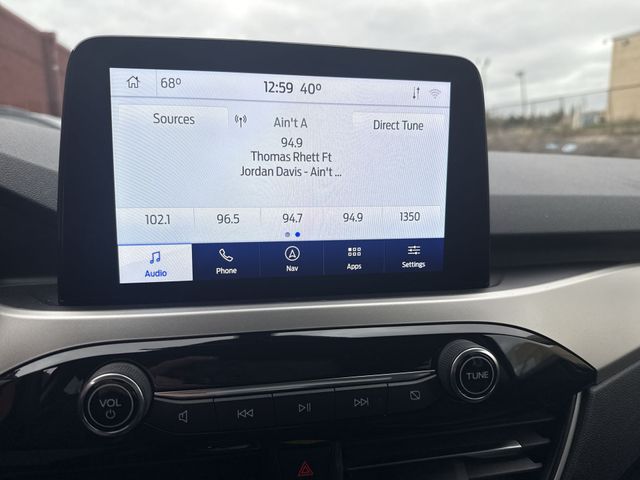 68° 12:59 40°
Sources Ain't A Direct Tune
94.9
Thomas Rhett Ft
Jordan Davis - Ain't ...
102.1 96.5 94.7 94.9 1350
Audio Phone Nav Apps Settings
VOL TUNE